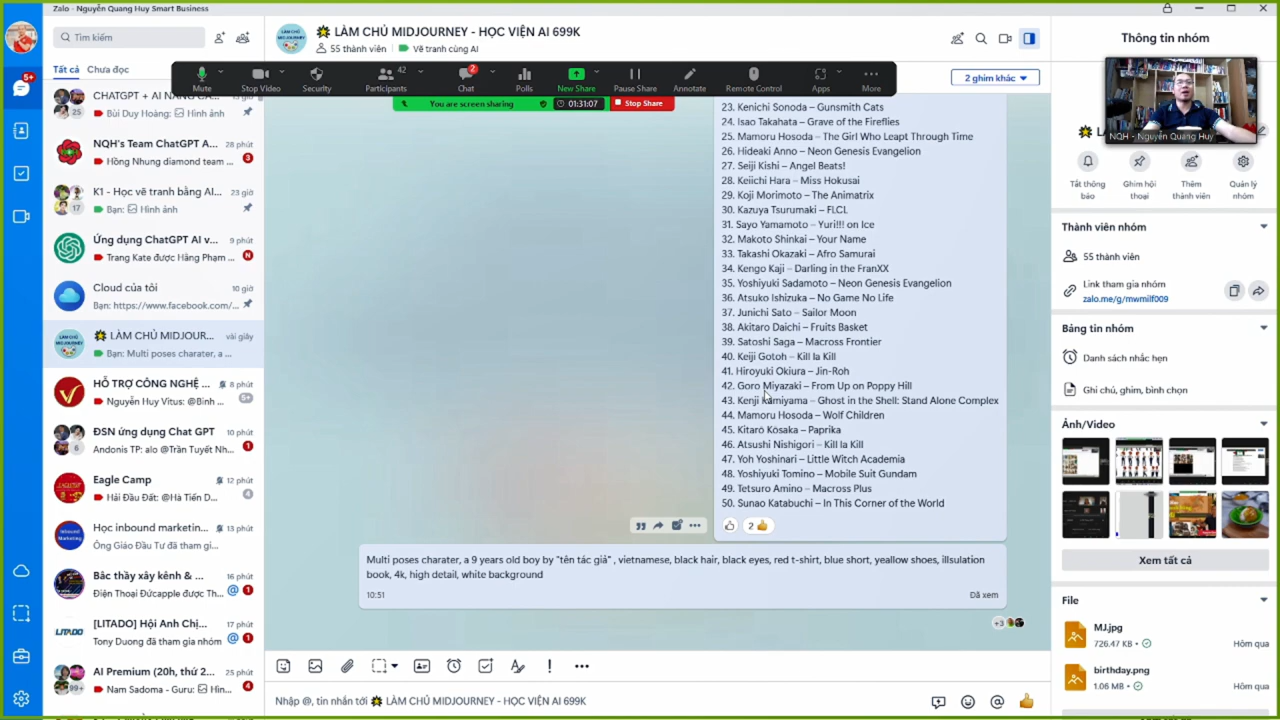 Zalo - Nguyễn Quang Huy Smart Business
Tìm kiếm
Tất cả
Chưa đọc
5+
CHATGPT + AI NÂNG CA...
Bùi Duy Hoàng: Hình ảnh
25
NQH's Team ChatGPT A...
28 phút
Hồng Nhung diamond team ...
3
K1 - Học vẽ tranh bằng AI...
23 giờ
Bạn: Hình ảnh
17
Ứng dụng ChatGPT AI v...
9 phút
Trang Kate được Hằng Phạm ...
N
Cloud của tôi
10 giờ
Bạn: https://www.facebook.com/...
LÀM CHỦ MIDJOUR...
vài giây
Bạn: Multi poses charater, a ...
HỖ TRỢ CÔNG NGHỆ ...
8 phút
Nguyễn Huy Vitus: @Bình ...
5+
ĐSN ứng dụng Chat GPT
10 phút
Andonis TP: alo @Trần Tuyết Nh...
6
1
Eagle Camp
12 phút
Hải Đầu Đất: @Hà Tiến D...
4
Học inbound marketin...
13 phút
Ông Giáo Đầu Tư đã tham gi...
Inbound Marketing
Bậc thầy xây kênh & ...
16 phút
Điện Thoại Đứcapple được Th...
@ 1
[LITADO] Hội Anh Chị...
17 phút
Tony Duong đã tham gia nhóm
@ 1
LITADO
AI Premium (20h, thứ 2...
25 phút
Nam Sadoma - Guru: Hìn...
99+
4
LÀM CHỦ MIDJOURNEY - HỌC VIỆN AI 699K
55 thành viên
Vẽ tranh cùng AI
Mute
Stop Video
Security
Participants
42
Chat
2
Polls
New Share
Pause Share
Annotate
Remote Control
Apps
More
You are screen sharing
01:31:07
Stop Share
2 ghim khác
23. Kenichi Sonoda – Gunsmith Cats
24. Isao Takahata – Grave of the Fireflies
25. Mamoru Hosoda – The Girl Who Leapt Through Time
26. Hideaki Anno – Neon Genesis Evangelion
27. Seiji Kishi – Angel Beats!
28. Keiichi Hara – Miss Hokusai
29. Koji Morimoto – The Animatrix
30. Kazuya Tsurumaki – FLCL
31. Sayo Yamamoto – Yuri!!! on Ice
32. Makoto Shinkai – Your Name
33. Takashi Okazaki – Afro Samurai
34. Kengo Kaji – Darling in the FranXX
35. Yoshiyuki Sadamoto – Neon Genesis Evangelion
36. Atsuko Ishizuka – No Game No Life
37. Junichi Sato – Sailor Moon
38. Akitaro Daichi – Fruits Basket
39. Satoshi Saga – Macross Frontier
40. Keiji Gotoh – Kill la Kill
41. Hiroyuki Okiura – Jin-Roh
42. Goro Miyazaki – From Up on Poppy Hill
43. Kenji Kamiyama – Ghost in the Shell: Stand Alone Complex
44. Mamoru Hosoda – Wolf Children
45. Kitaro Kosaka – Paprika
46. Atsushi Nishigori – Kill la Kill
47. Yoh Yoshinari – Little Witch Academia
48. Yoshiyuki Tomino – Mobile Suit Gundam
49. Tetsuro Amino – Macross Plus
50. Sunao Katabuchi – In This Corner of the World
2
Multi poses charater, a 9 years old boy by "tên tác giả" , vietnamese, black hair, black eyes, red t-shirt, blue short, yeallow shoes, illsulation
book, 4k, high detail, white background
10:51
Đã xem
+3
Nhập @, tin nhắn tới LÀM CHỦ MIDJOURNEY - HỌC VIỆN AI 699K
Thông tin nhóm
NQH - Nguyễn Quang Huy
Tắt thông báo
Ghim hội thoại
Thêm thành viên
Quản lý nhóm
Thành viên nhóm
55 thành viên
Link tham gia nhóm
zalo.me/g/mwmilf009
Bảng tin nhóm
Danh sách nhắc hẹn
Ghi chú, ghim, bình chọn
Ảnh/Video
Xem tất cả
File
MJ.jpg
726.47 KB •
Hôm qua
birthday.png
1.06 MB •
Hôm qua